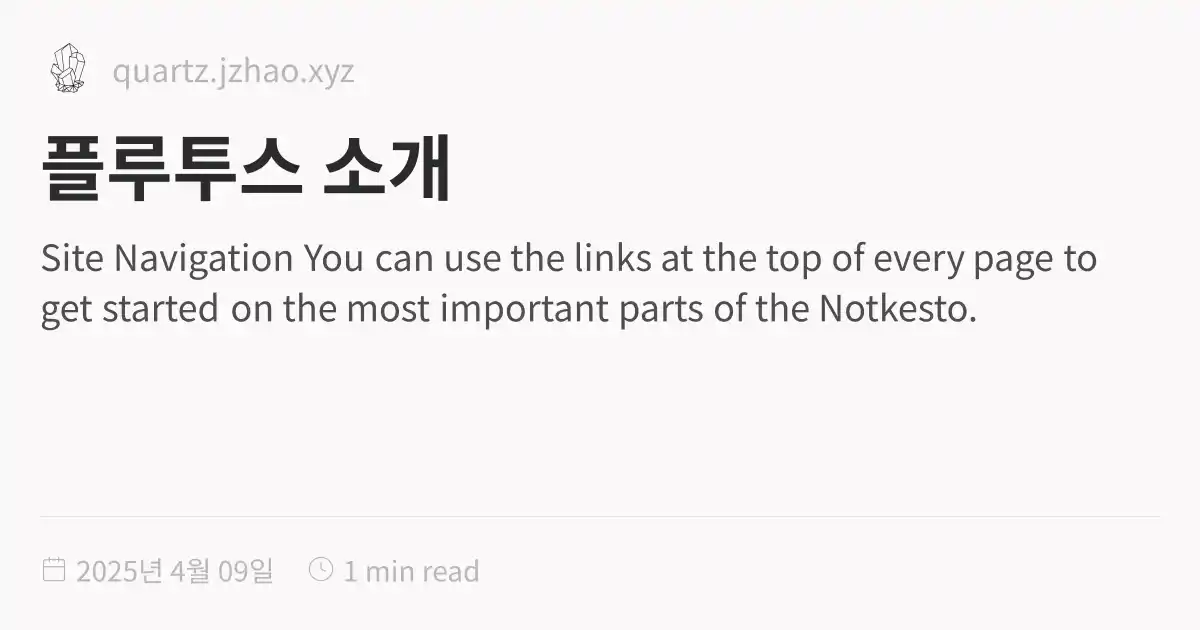 quartz.jzhao.xyz
플루투스 소개
Site Navigation You can use the links at the top of every page to
get started on the most important parts of the Notkesto.
2025년 4월 09일 1 min read